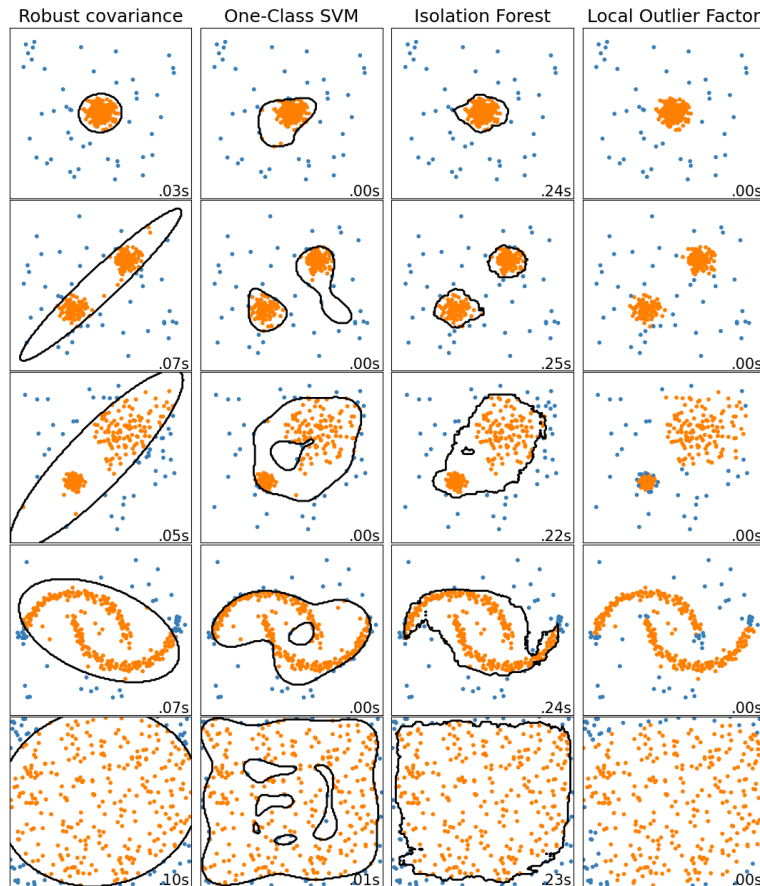 Robust covariance One-Class SVM Isolation Forest Local Outlier Factor
.03s .00s .24s .00s
.07s .00s .25s .00s
.05s .00s .22s .00s
.07s .00s .24s .00s
.10s .01s .23s .00s